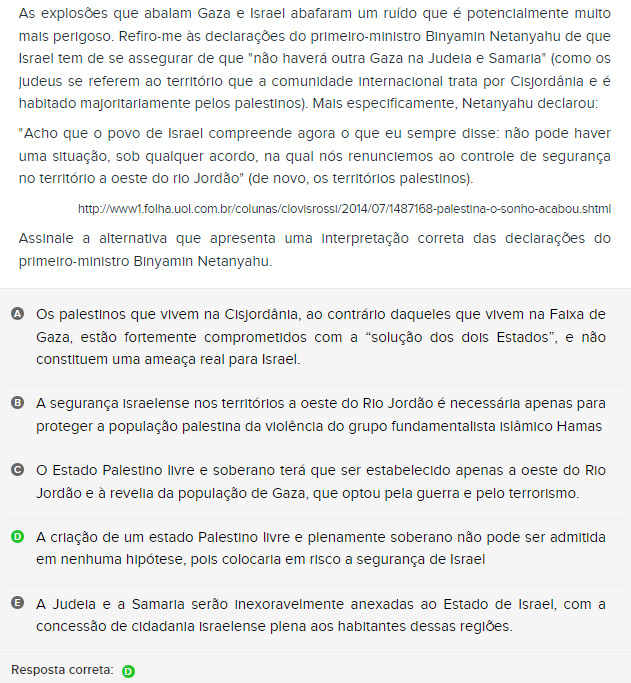 As explosões que abalam Gaza e Israel abafaram um ruído que é potencialmente muito
mais perigoso. Refiro-me às declarações do primeiro-ministro Binyamin Netanyahu de que
Israel tem de se assegurar de que "não haverá outra Gaza na Judeia e Samaria" (como os
judeus se referem ao território que a comunidade internacional trata por Cisjordânia e é
habitado majoritariamente pelos palestinos). Mais especificamente, Netanyahu declarou:
"Acho que o povo de Israel compreende agora o que eu sempre disse: não pode haver
uma situação, sob qualquer acordo, na qual nós renunciemos ao controle de segurança
no território a oeste do rio Jordão" (de novo, os territórios palestinos).
http://www1.folha.uol.com.br/colunas/clovisrossi/2014/07/1487168-palestina-o-sonho-acabou.shtml
Assinale a alternativa que apresenta uma interpretação correta das declarações do
primeiro-ministro Binyamin Netanyahu.
A Os palestinos que vivem na Cisjordânia, ao contrário daqueles que vivem na Faixa de
Gaza, estão fortemente comprometidos com a “solução dos dois Estados”, e não
constituem uma ameaça real para Israel.
B A segurança israelense nos territórios a oeste do Rio Jordão é necessária apenas para
proteger a população palestina da violência do grupo fundamentalista islâmico Hamas
C O Estado Palestino livre e soberano terá que ser estabelecido apenas a oeste do Rio
Jordão e à revelia da população de Gaza, que optou pela guerra e pelo terrorismo.
D A criação de um estado Palestino livre e plenamente soberano não pode ser admitida
em nenhuma hipótese, pois colocaria em risco a segurança de Israel
E A Judeia e a Samaria serão inexoravelmente anexadas ao Estado de Israel, com a
concessão de cidadania israelense plena aos habitantes dessas regiões.
Resposta correta: D